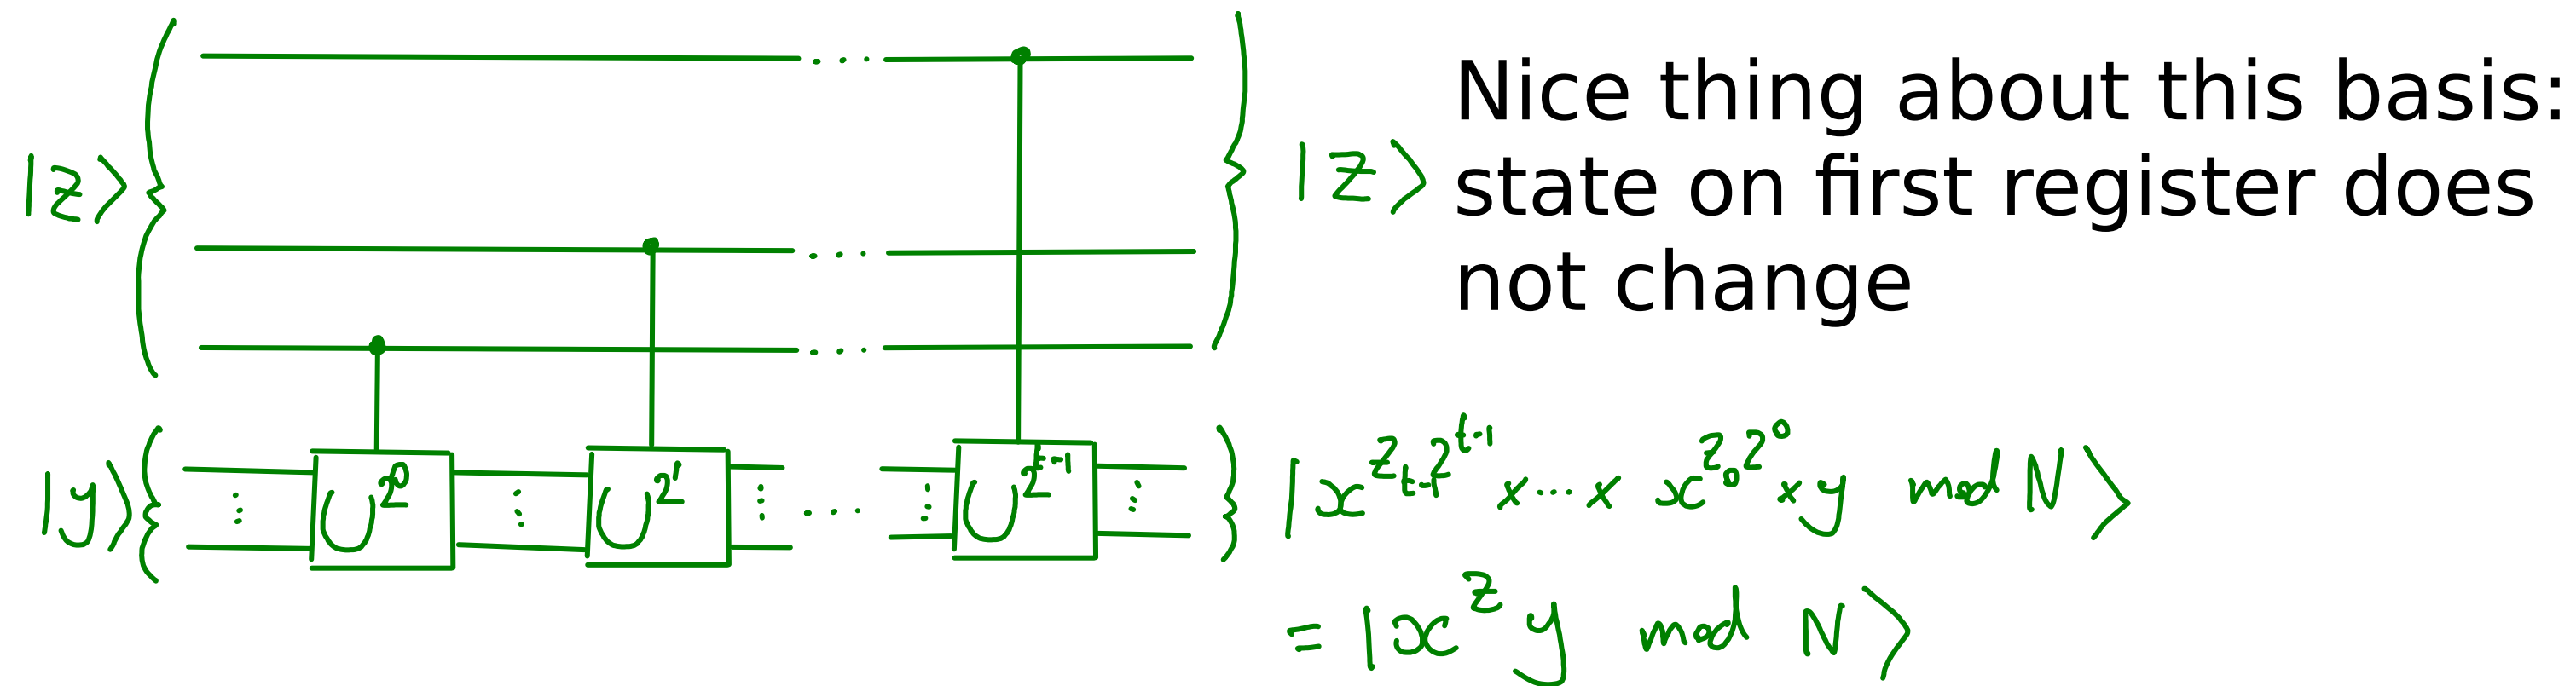 Nice thing about this basis:
state on first register does
not change
|z⟩
|z⟩
|y⟩
U^{2^0}
U^{2^1}
U^{2^{t-1}}
|x^{z_{t-1}2^{t-1}} × ··· × x^{z_0 2^0} × y mod N⟩
= |x^z y mod N⟩